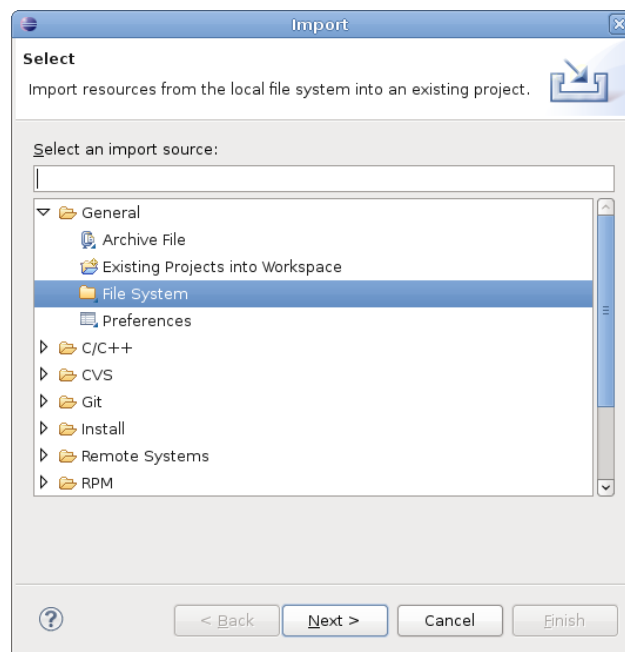 Import
Select
Import resources from the local file system into an existing project.
Select an import source:
General
Archive File
Existing Projects into Workspace
File System
Preferences
C/C++
CVS
Git
Install
Remote Systems
RPM
? < Back Next > Cancel Finish